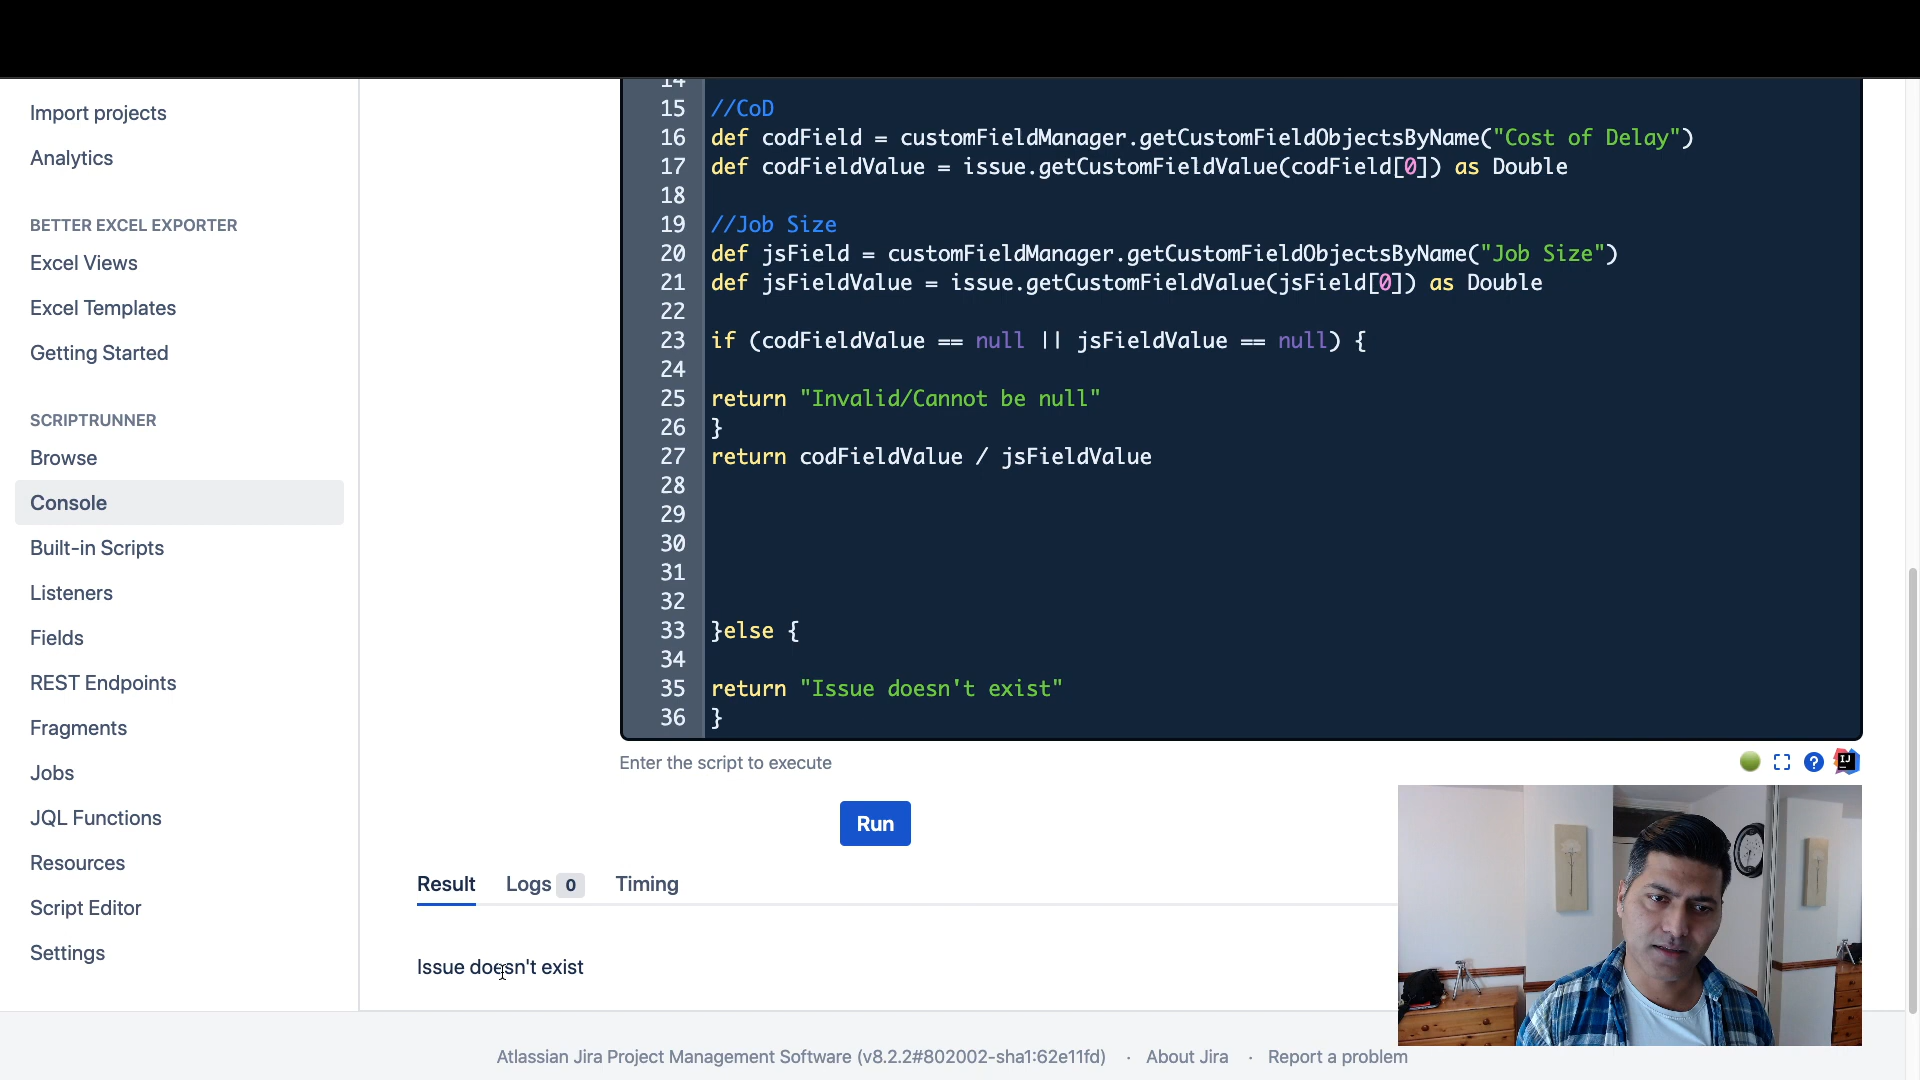 Import projects
Analytics
BETTER EXCEL EXPORTER
Excel Views
Excel Templates
Getting Started
SCRIPTRUNNER
Browse
Console
Built-in Scripts
Listeners
Fields
REST Endpoints
Fragments
Jobs
JQL Functions
Resources
Script Editor
Settings
14
15 //CoD
16 def codField = customFieldManager.getCustomFieldObjectsByName("Cost of Delay")
17 def codFieldValue = issue.getCustomFieldValue(codField[0]) as Double
18
19 //Job Size
20 def jsField = customFieldManager.getCustomFieldObjectsByName("Job Size")
21 def jsFieldValue = issue.getCustomFieldValue(jsField[0]) as Double
22
23 if (codFieldValue == null || jsFieldValue == null) {
24
25 return "Invalid/Cannot be null"
26 }
27 return codFieldValue / jsFieldValue
28
29
30
31
32
33 }else {
34
35 return "Issue doesn't exist"
36 }
Enter the script to execute
? IJ
Run
Result Logs 0 Timing
Issue doesn't exist
Atlassian Jira Project Management Software (v8.2.2#802002-sha1:62e11fd) · About Jira · Report a problem